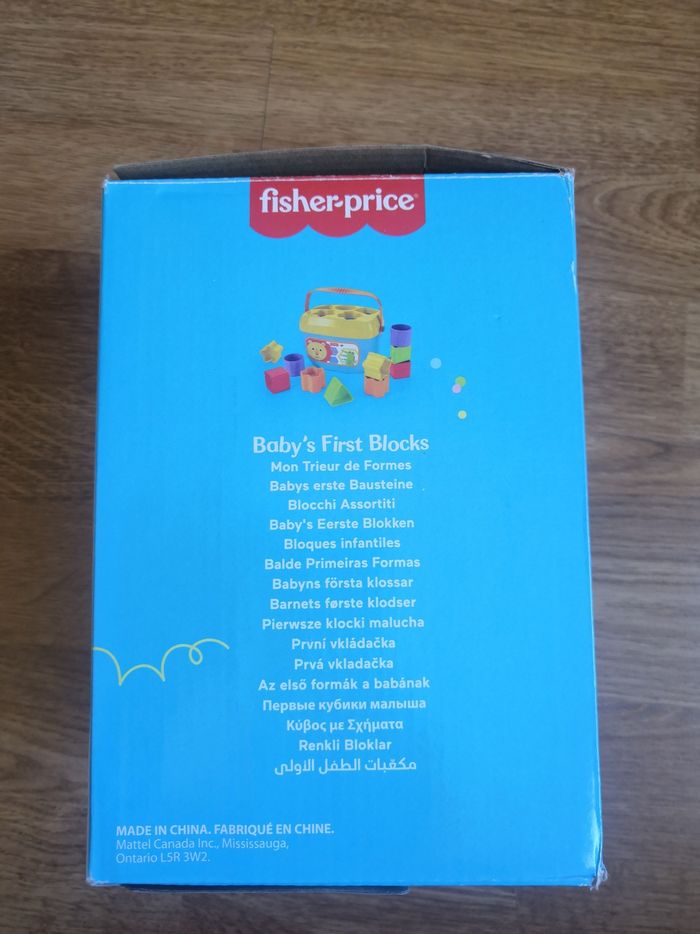 fisher-price®
Baby's First Blocks
Mon Trieur de Formes
Babys erste Bausteine
Blocchi Assortiti
Baby's Eerste Blokken
Bloques infantiles
Balde Primeiras Formas
Babyns första klossar
Barnets første klodser
Pierwsze klocki malucha
První vkládačka
Prvá vkladačka
Az első formák a babának
Первые кубики малыша
Κύβος με Σχήματα
Renkli Bloklar
مكعّبات الطفل الأولى
MADE IN CHINA. FABRIQUÉ EN CHINE.
Mattel Canada Inc., Mississauga,
Ontario L5R 3W2.